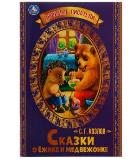 С. Г. КОЗЛОВ
СКАЗКИ
О ЁЖИКЕ И МЕДВЕЖОНКЕ